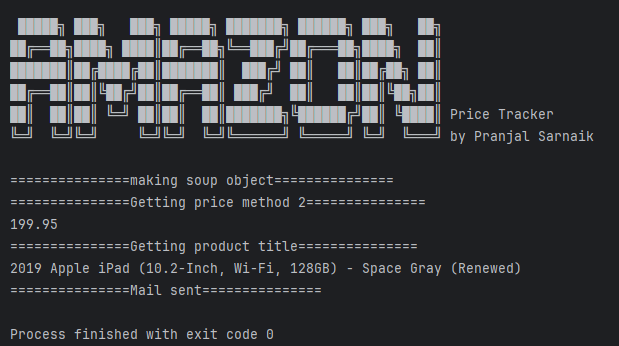 AMAZON
Price Tracker
by Pranjal Sarnaik
===============making soup object===============
===============Getting price method 2===============
199.95
===============Getting product title===============
2019 Apple iPad (10.2-Inch, Wi-Fi, 128GB) - Space Gray (Renewed)
===============Mail sent===============
Process finished with exit code 0